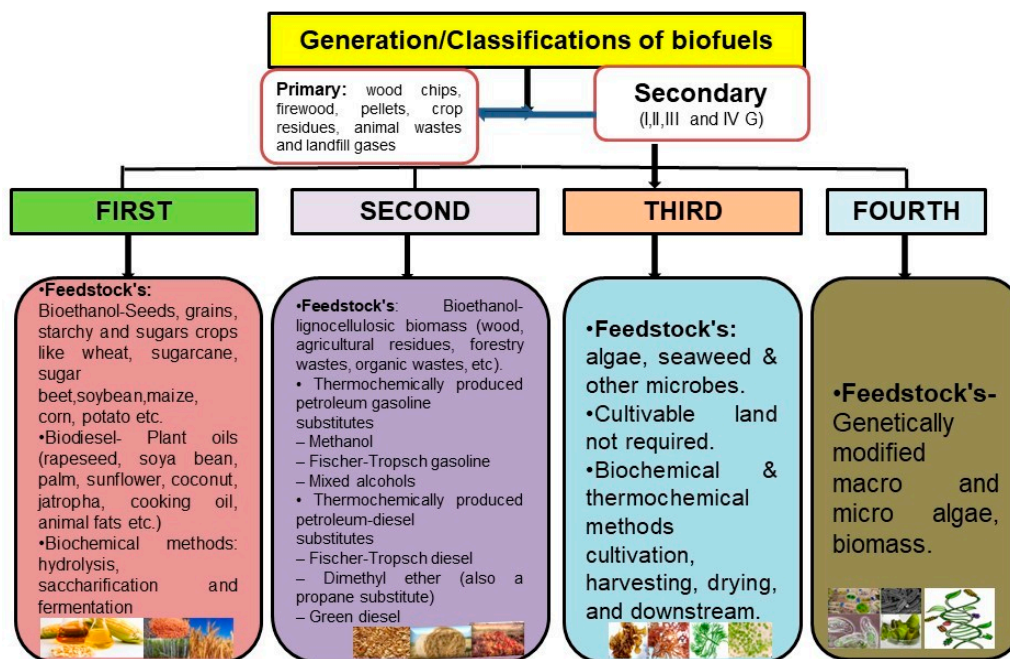 Generation/Classifications of biofuels
Primary: wood chips,
firewood, pellets, crop
residues, animal wastes
and landfill gases
Secondary
(I,II,III and IV G)
FIRST
SECOND
THIRD
FOURTH
•Feedstock's:
Bioethanol-Seeds, grains,
starchy and sugars crops
like wheat, sugarcane,
sugar
beet,soybean,maize,
corn, potato etc.
•Biodiesel- Plant oils
(rapeseed, soya bean,
palm, sunflower, coconut,
jatropha, cooking oil,
animal fats etc.)
•Biochemical methods:
hydrolysis,
saccharification and
fermentation
•Feedstock's: Bioethanol-
lignocellulosic biomass (wood,
agricultural residues, forestry
wastes, organic wastes, etc).
• Thermochemically produced
petroleum gasoline
substitutes
– Methanol
– Fischer-Tropsch gasoline
– Mixed alcohols
• Thermochemically produced
petroleum-diesel
substitutes
– Fischer-Tropsch diesel
– Dimethyl ether (also a
propane substitute)
– Green diesel
•Feedstock's:
algae, seaweed &
other microbes.
•Cultivable land
not required.
•Biochemical &
thermochemical
methods
cultivation,
harvesting, drying,
and downstream.
•Feedstock's-
Genetically
modified
macro and
micro algae,
biomass.